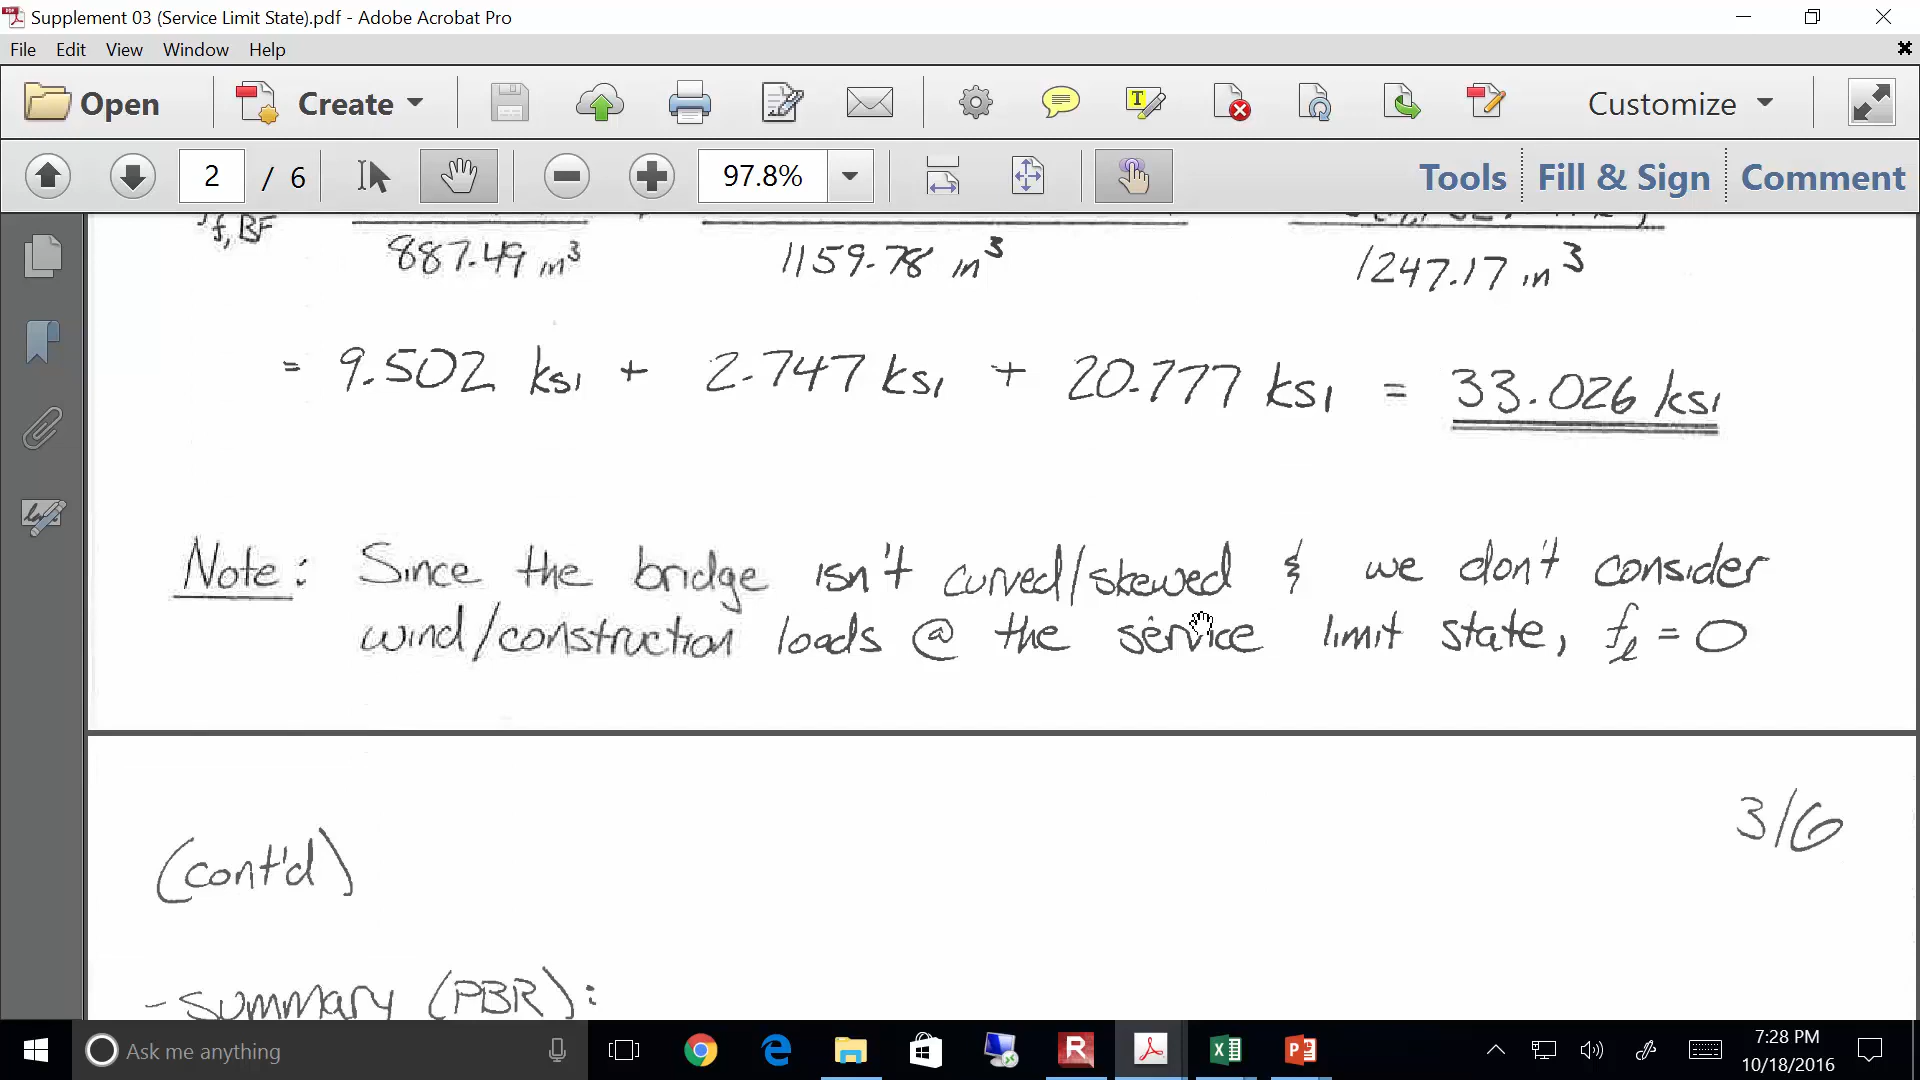 Supplement 03 (Service Limit State).pdf - Adobe Acrobat Pro
File Edit View Window Help
Open Create Customize
2 / 6 97.8% Tools Fill & Sign Comment
f, BF
887.49 in³ 1159.78 in³ 1247.17 in³
= 9.502 ksi + 2.747 ksi + 20.777 ksi = 33.026 ksi
Note: Since the bridge isn't curved/skewed & we don't consider
wind/construction loads @ the service limit state, fℓ = 0
3/6
(cont'd)
- Summary (PBR):
Ask me anything
7:28 PM
10/18/2016